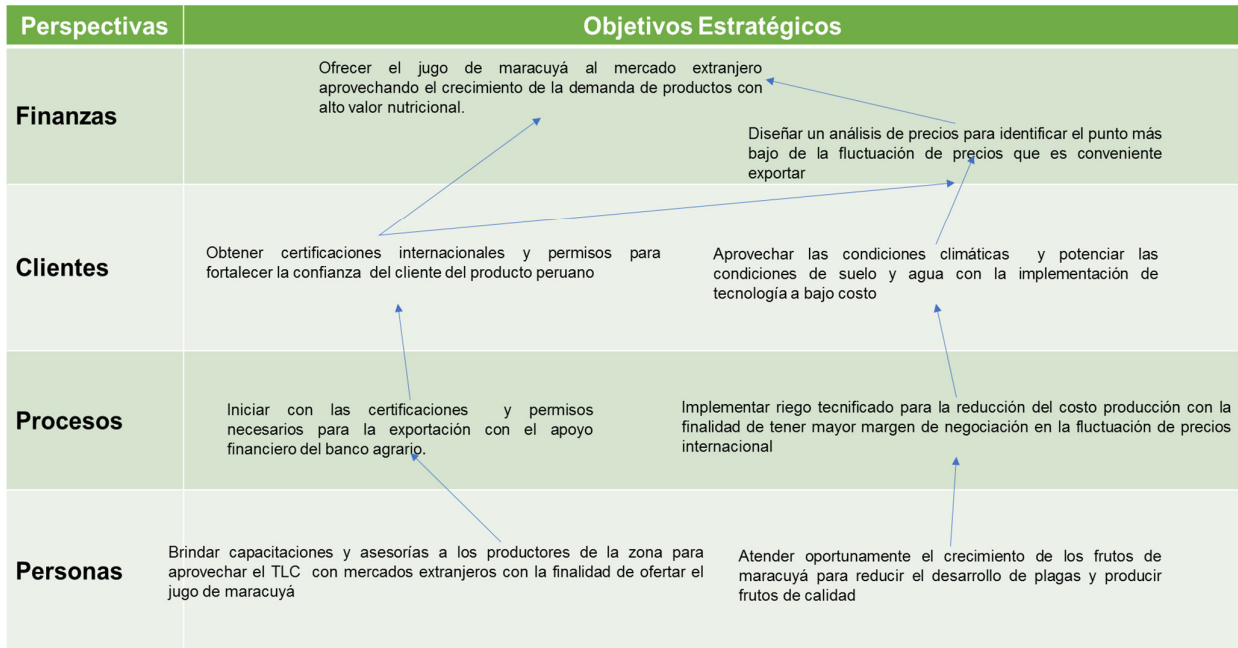 Perspectivas
Objetivos Estratégicos
Finanzas
Ofrecer el jugo de maracuyá al mercado extranjero
aprovechando el crecimiento de la demanda de productos con
alto valor nutricional.
Diseñar un análisis de precios para identificar el punto más
bajo de la fluctuación de precios que es conveniente
exportar
Clientes
Obtener certificaciones internacionales y permisos para
fortalecer la confianza del cliente del producto peruano
Aprovechar las condiciones climáticas y potenciar las
condiciones de suelo y agua con la implementación de
tecnología a bajo costo
Procesos
Iniciar con las certificaciones y permisos
necesarios para la exportación con el apoyo
financiero del banco agrario.
Implementar riego tecnificado para la reducción del costo producción con la
finalidad de tener mayor margen de negociación en la fluctuación de precios
internacional
Personas
Brindar capacitaciones y asesorías a los productores de la zona para
aprovechar el TLC con mercados extranjeros con la finalidad de ofertar el
jugo de maracuyá
Atender oportunamente el crecimiento de los frutos de
maracuyá para reducir el desarrollo de plagas y producir
frutos de calidad